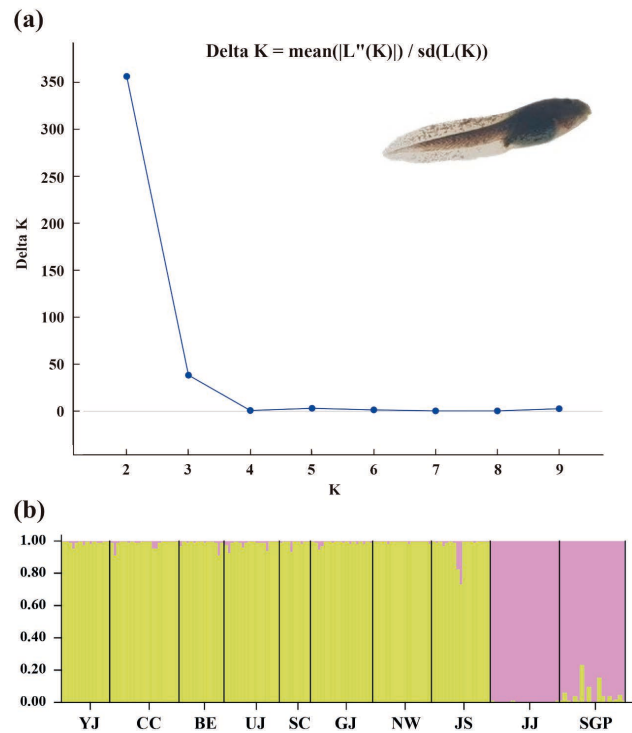 (a)
Delta K = mean(|L"(K)|) / sd(L(K))
350
300
250
200
150
100
50
0
Delta K
2 3 4 5 6 7 8 9
K
(b)
1.00
0.80
0.60
0.40
0.20
0.00
YJ CC BE UJ SC GJ NW JS JJ SGP